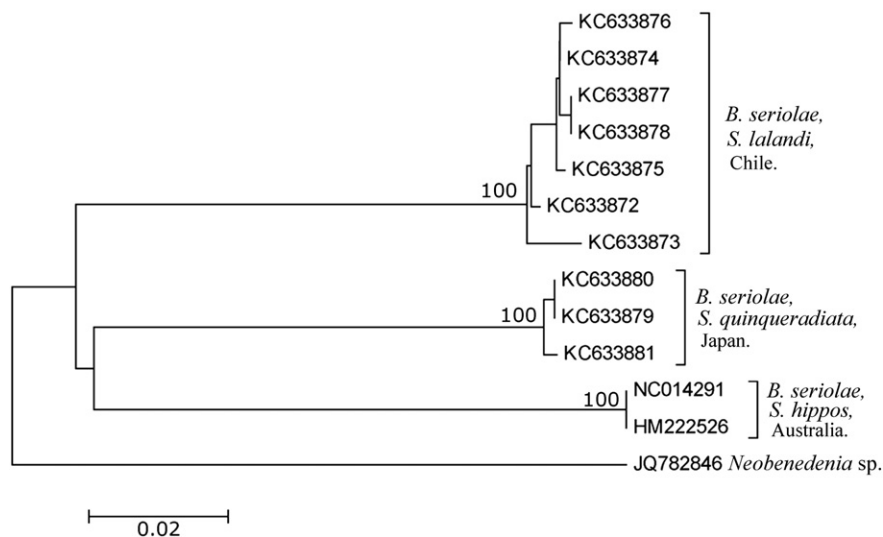 KC633876
KC633874
KC633877
KC633878
KC633875
KC633872
KC633873
100
B. seriolae,
S. lalandi,
Chile.
KC633880
KC633879
KC633881
100
B. seriolae,
S. quinqueradiata,
Japan.
NC014291
HM222526
100
B. seriolae,
S. hippos,
Australia.
JQ782846 Neobenedenia sp.
0.02